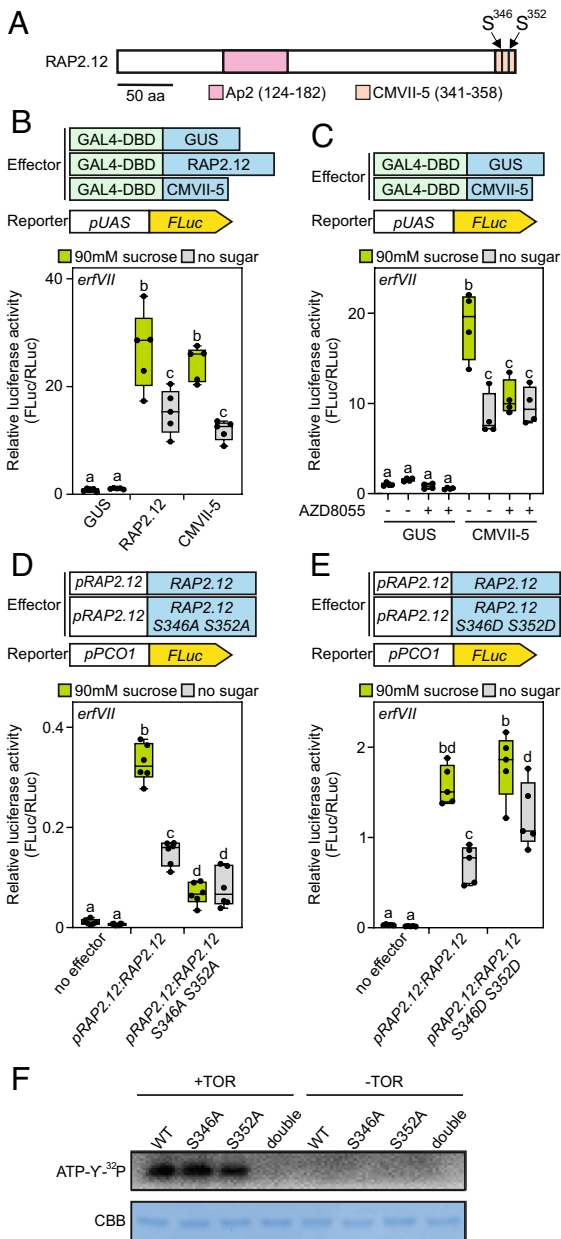 A
S346 S352
RAP2.12
50 aa
Ap2 (124-182)
CMVII-5 (341-358)
B
Effector
GAL4-DBD GUS
GAL4-DBD RAP2.12
GAL4-DBD CMVII-5
Reporter pUAS FLuc
90mM sucrose no sugar
erfVII
Relative luciferase activity
(FLuc/RLuc)
40
20
0
a a b c b c
GUS
RAP2.12
CMVII-5
C
Effector
GAL4-DBD GUS
GAL4-DBD CMVII-5
Reporter pUAS FLuc
90mM sucrose no sugar
erfVII
Relative luciferase activity
(FLuc/RLuc)
20
10
0
a a a a b c c c
AZD8055 - - + + - - + +
GUS CMVII-5
D
Effector
pRAP2.12 RAP2.12
pRAP2.12 RAP2.12
S346A S352A
Reporter pPCO1 FLuc
90mM sucrose no sugar
erfVII
Relative luciferase activity
(FLuc/RLuc)
0.4
0.2
0
a a b c d d
no effector
pRAP2.12:RAP2.12
pRAP2.12:RAP2.12
S346A S352A
E
Effector
pRAP2.12 RAP2.12
pRAP2.12 RAP2.12
S346D S352D
Reporter pPCO1 FLuc
90mM sucrose no sugar
erfVII
Relative luciferase activity
(FLuc/RLuc)
2
1
0
a a bd c b d
no effector
pRAP2.12:RAP2.12
pRAP2.12:RAP2.12
S346D S352D
F
+TOR -TOR
WT S346A S352A double WT S346A S352A double
ATP-ϒ-32P
CBB